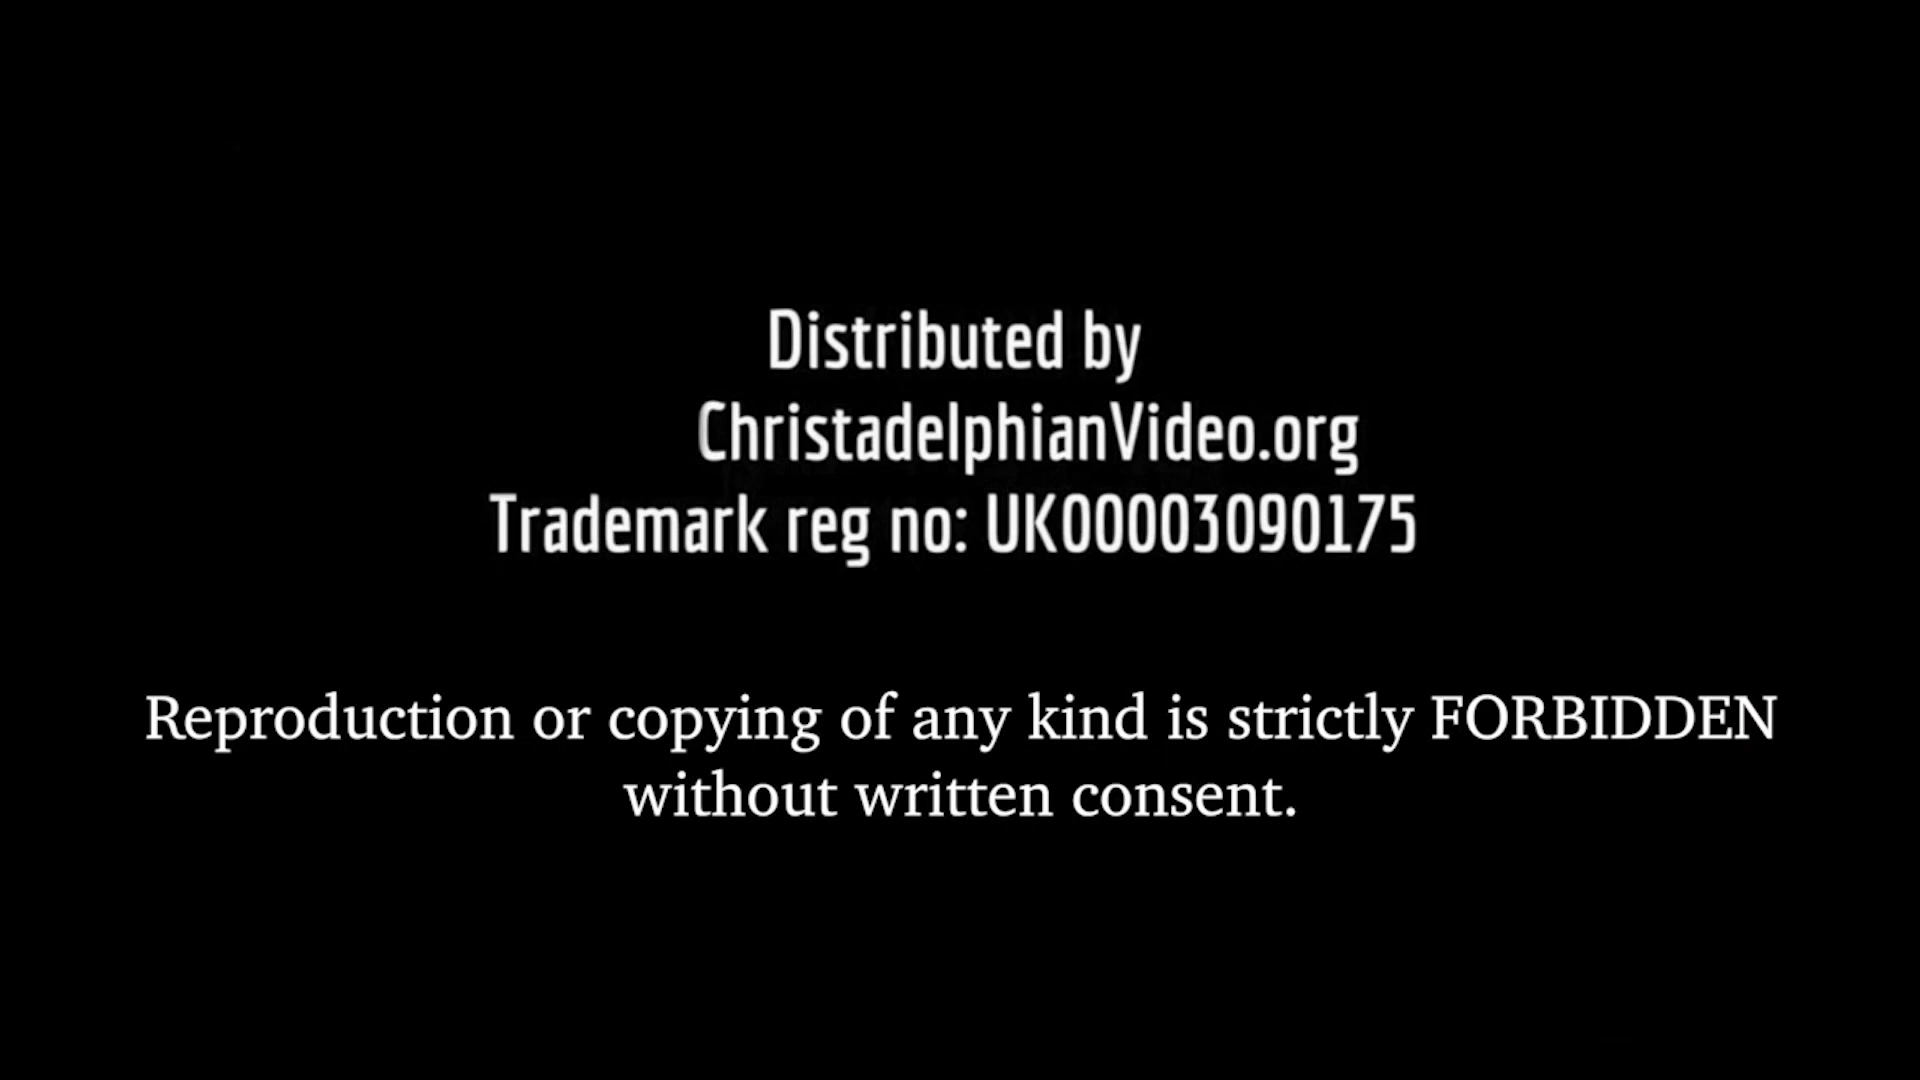 Distributed by
ChristadelphianVideo.org
Trademark reg no: UK00003090175
Reproduction or copying of any kind is strictly FORBIDDEN
without written consent.